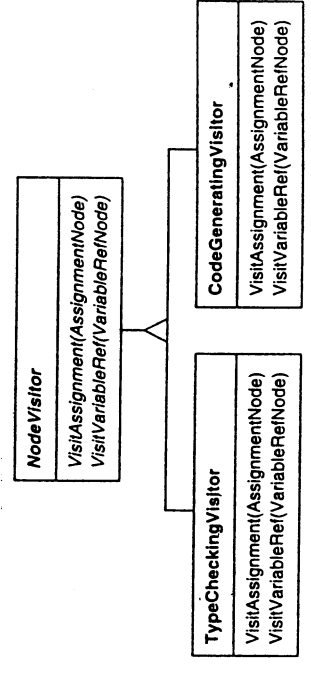 NodeVisitor
VisitAssignment(AssignmentNode)
VisitVariableRef(VariableRefNode)
TypeCheckingVisitor
VisitAssignment(AssignmentNode)
VisitVariableRef(VariableRefNode)
CodeGeneratingVisitor
VisitAssignment(AssignmentNode)
VisitVariableRef(VariableRefNode)